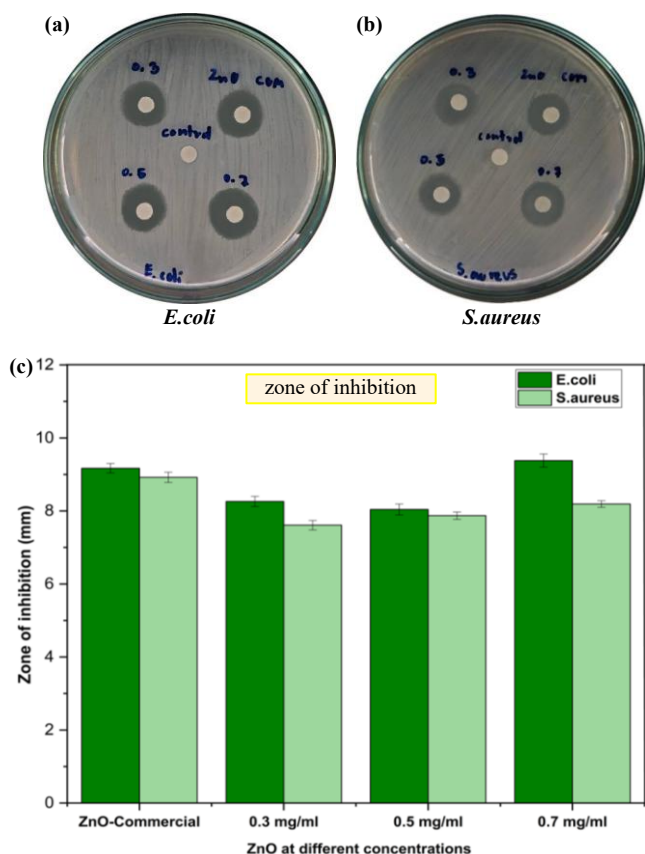 (a)
0.3
ZnO com
control
0.5
0.7
E.coli
E.coli
(b)
0.3
ZnO com
control
0.5
0.7
S.aureus
S.aureus
(c)
zone of inhibition
E.coli
S.aureus
12
10
8
6
4
2
0
Zone of inhibition (mm)
ZnO-Commercial 0.3 mg/ml 0.5 mg/ml 0.7 mg/ml
ZnO at different concentrations